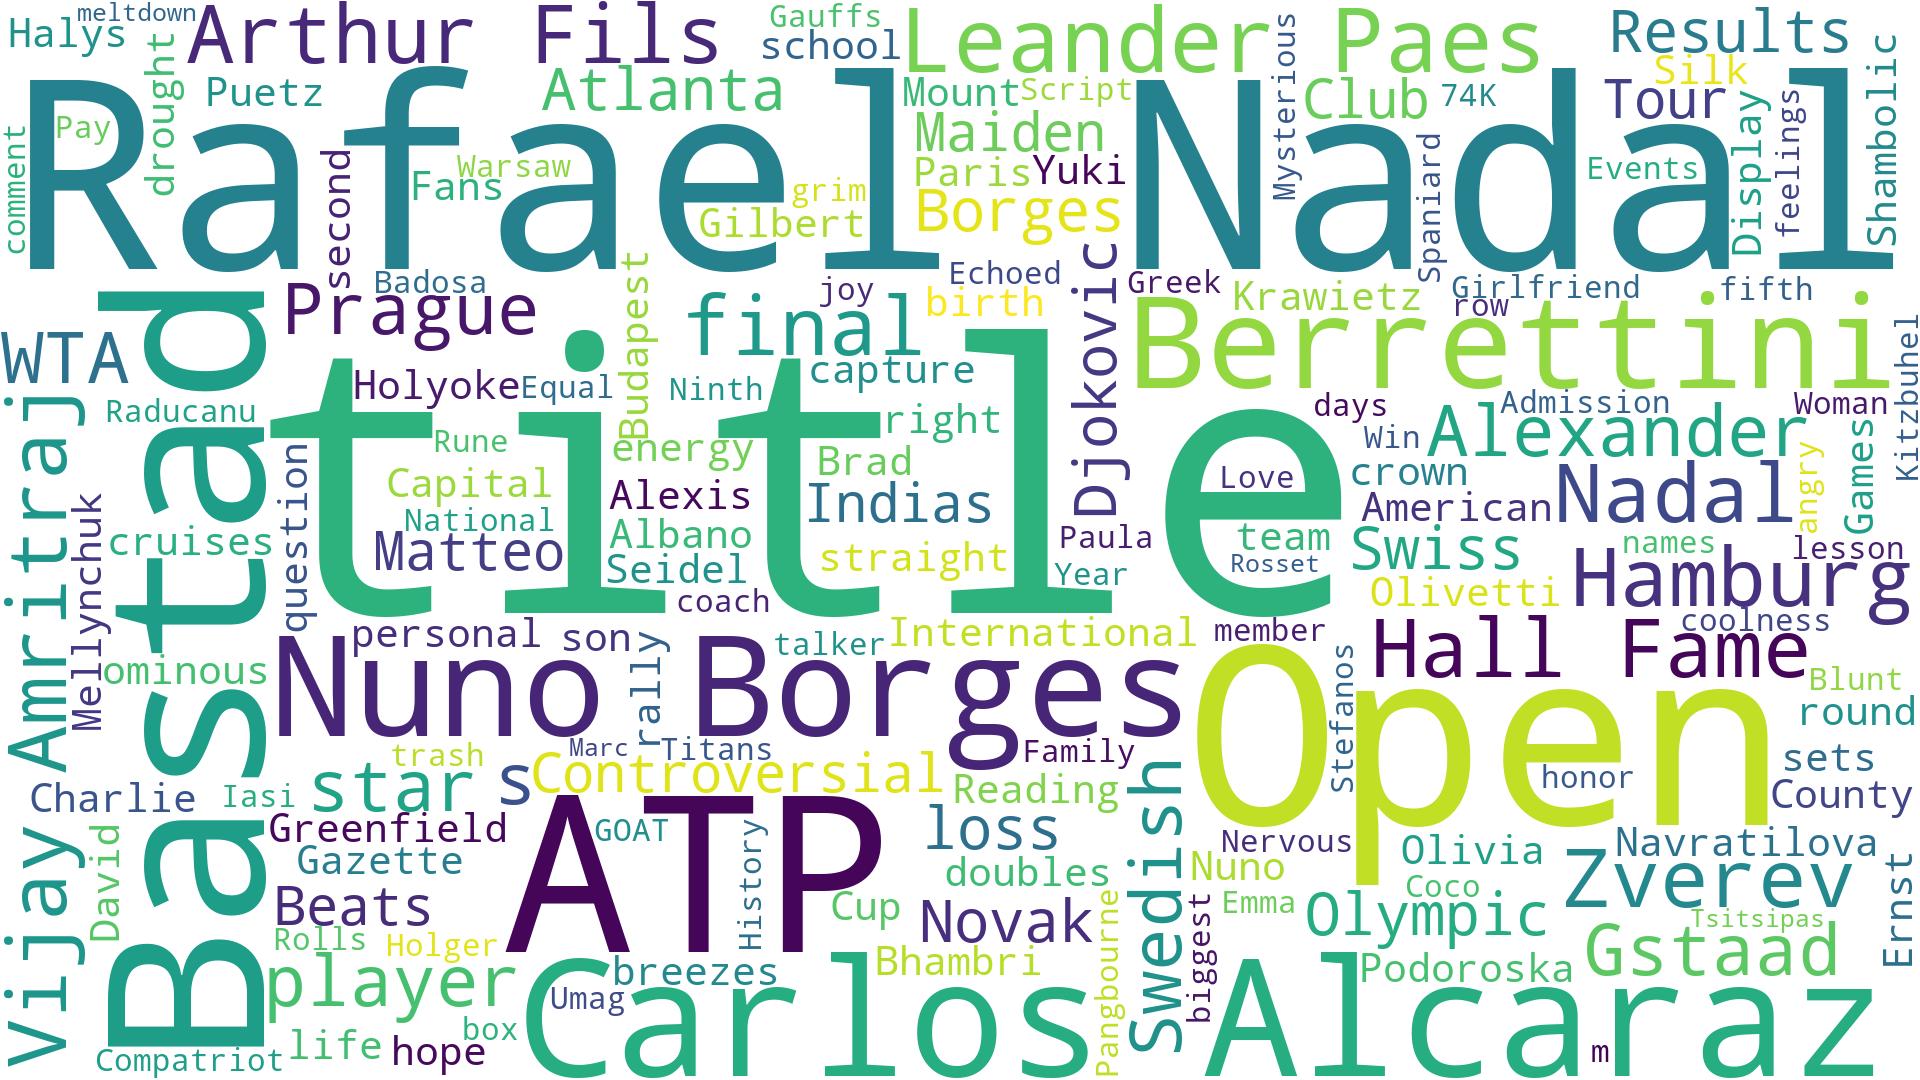 meltdown
Halys
Arthur Fils
Gauffs
school
Leander Paes
Results
Silk
drought
Puetz
Atlanta
Mount
Script
Mysterious
Club
74K
Tour
Shambolic
Rafael Nadal
Pay
comment
second
Warsaw
Fans
grim
Gilbert
Maiden
Paris
Yuki
Borges
Spaniard
Events
Display
feelings
Badosa
Prague
Budapest
joy
Echoed
birth
final
Djokovic
Greek
Krawietz
Girlfriend
row
fifth
Berrettini
WTA
Bastad
Holyoke
Equal
Ninth
capture
title
Raducanu
Rune
energy
right
days
Admission
Woman
Kitzbuhel
Alexander
Win
Vijay Amritraj
question
Capital
Alexis
Brad
Indias
Love
crown
American
Nadal
angry
Games
Mellynchuk
National
cruises
Matteo
Albano
Seidel
straight
Paula
Year
team
Rosset
Swiss
names
lesson
Olivetti
Hamburg
coach
coolness
personal
son
rally
talker
International
member
Hall Fame
ominous
Nuno Borges
Open
Stefanos
Blunt
round
trash
Marc
Titans
Family
sets
star
s
Controversial
Reading
Swedish
honor
County
Charlie
Iasi
Greenfield
GOAT
History
loss
Nervous
Navratilova
David
Gazette
ATP
doubles
Nuno
Olivia
Coco
Zverev
Ernst
Beats
Cup
Novak
Pangbourne
biggest
Emma
Olympic
Tsitsipas
Rolls
Holger
player
breezes
Bhambri
Podoroska
Gstaad
Umag
Carlos Alcaraz
box
life
hope
Compatriot
m